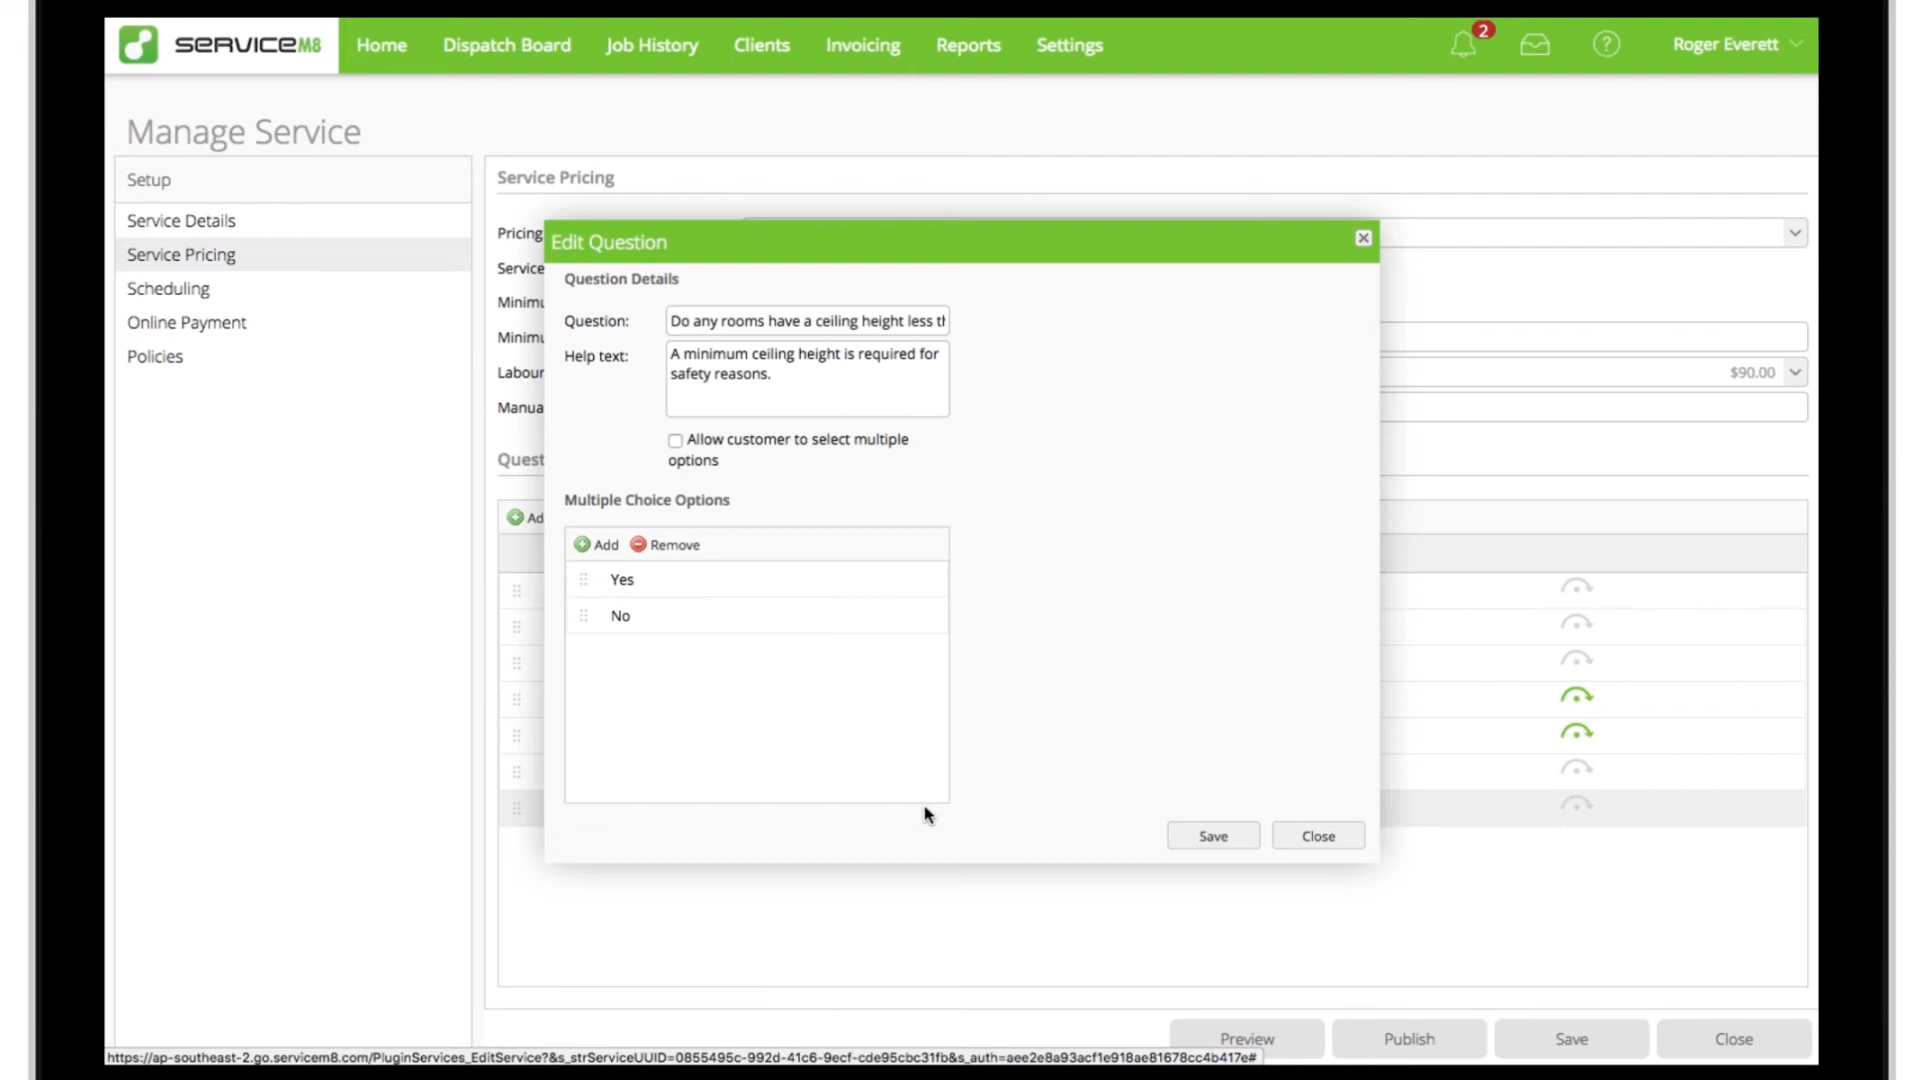 serviceM8 Home Dispatch Board Job History Clients Invoicing Reports Settings 2 ? Roger Everett
Manage Service
Setup
Service Details
Service Pricing
Scheduling
Online Payment
Policies
Service Pricing
Pricing
Service
Minimu
Minimu
Labour $90.00
Manua
Quest
Ad
Edit Question
Question Details
Question: Do any rooms have a ceiling height less th
Help text: A minimum ceiling height is required for
safety reasons.
Allow customer to select multiple
options
Multiple Choice Options
Add Remove
Yes
No
Save Close
Preview Publish Save Close
https://ap-southeast-2.go.servicem8.com/PluginServices_EditService?&s_strServiceUUID=0855495c-992d-41c6-9ecf-cde95cbc31fb&s_auth=aee2e8a93acf1e918ae81678cc4b417e#